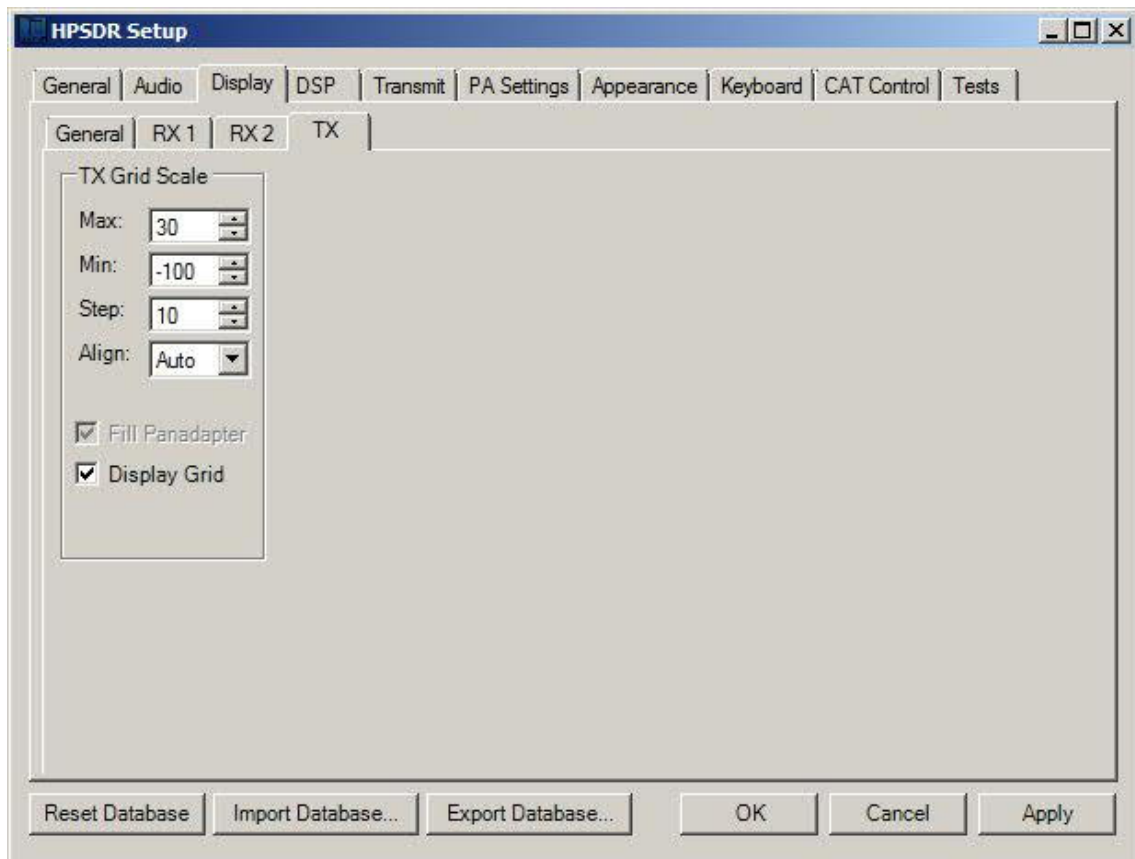 HPSDR Setup
General Audio Display DSP Transmit PA Settings Appearance Keyboard CAT Control Tests
General RX 1 RX 2 TX
TX Grid Scale
Max: 30
Min: -100
Step: 10
Align: Auto
Fill Panadapter
Display Grid
Reset Database Import Database... Export Database... OK Cancel Apply